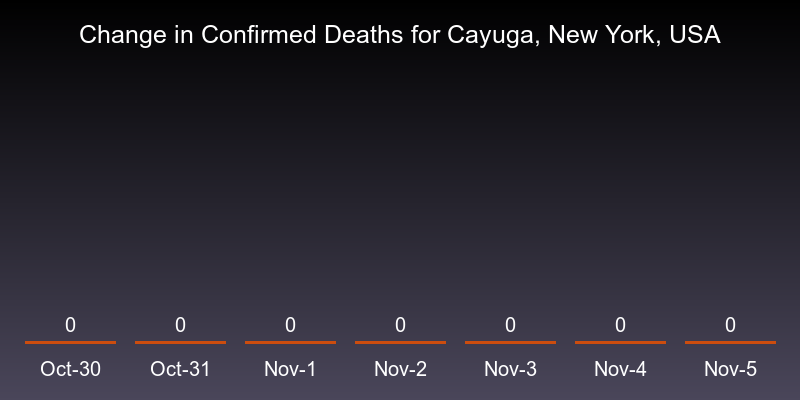 Change in Confirmed Deaths for Cayuga, New York, USA
0 0 0 0 0 0 0
Oct-30 Oct-31 Nov-1 Nov-2 Nov-3 Nov-4 Nov-5